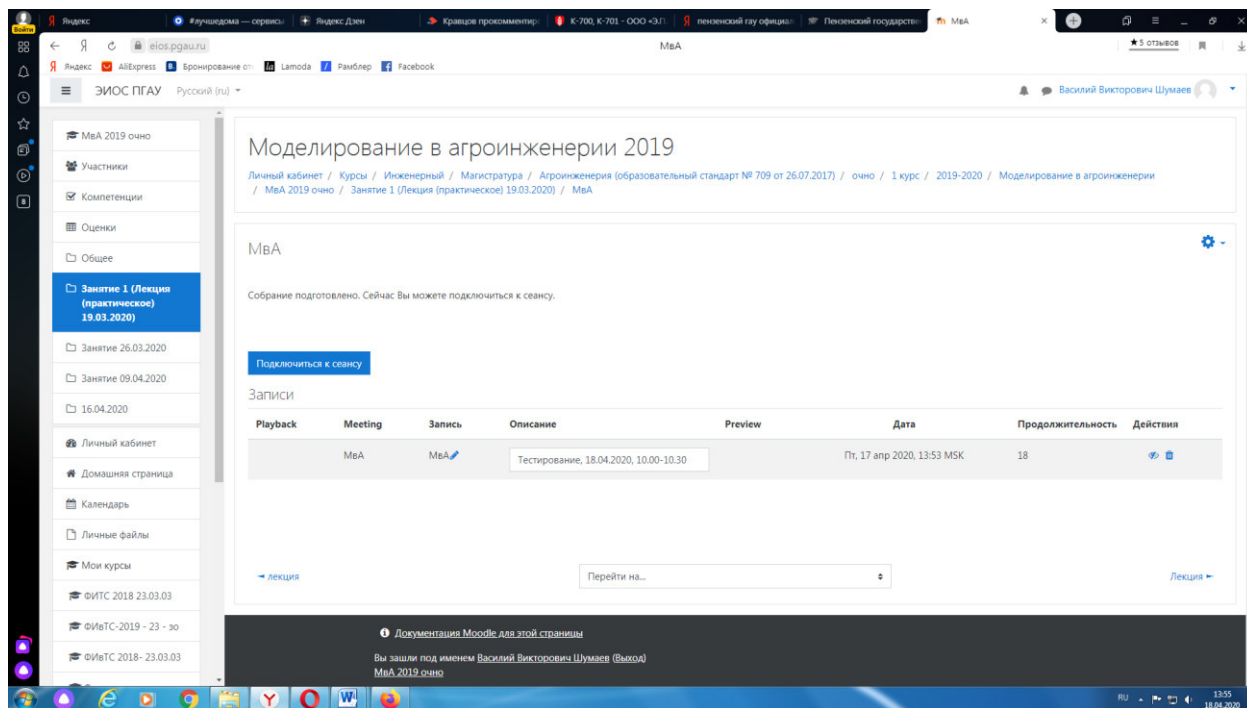 Яндекс
#лучшедома — сервисы
Яндекс.Дзен
Кравцов прокомментир
К-700, К-701 - ООО «Э.Л
пензенский гау официал
Пензенский государстве
МвА
Войти
eios.pgau.ru
МвА
5 отзывов
Яндекс
AliExpress
Бронирование от
Lamoda
Рамблер
Facebook
ЭИОС ПГАУ
Русский (ru)
Василий Викторович Шумаев
МвА 2019 очно
Участники
Компетенции
Оценки
Общее
Занятие 1 (Лекция
(практическое)
19.03.2020)
Занятие 26.03.2020
Занятие 09.04.2020
16.04.2020
Личный кабинет
Домашняя страница
Календарь
Личные файлы
Мои курсы
ФИТС 2018 23.03.03
ФИвТС-2019 - 23 - зо
ФИвТС 2018- 23.03.03
Моделирование в агроинженерии 2019
Личный кабинет / Курсы / Инженерный / Магистратура / Агроинженерия (образовательный стандарт № 709 от 26.07.2017) / очно / 1 курс / 2019-2020 / Моделирование в агроинженерии
/ МвА 2019 очно / Занятие 1 (Лекция (практическое) 19.03.2020) / МвА
МвА
Собрание подготовлено. Сейчас Вы можете подключиться к сеансу.
Подключиться к сеансу
Записи
Playback Meeting Запись Описание Preview Дата Продолжительность Действия
МвА МвА Тестирование, 18.04.2020, 10.00-10.30 Пт, 17 апр 2020, 13:53 MSK 18
◄ лекция
Перейти на...
Лекция ►
Документация Moodle для этой страницы
Вы зашли под именем Василий Викторович Шумаев (Выход)
МвА 2019 очно
RU
13:55
18.04.2020